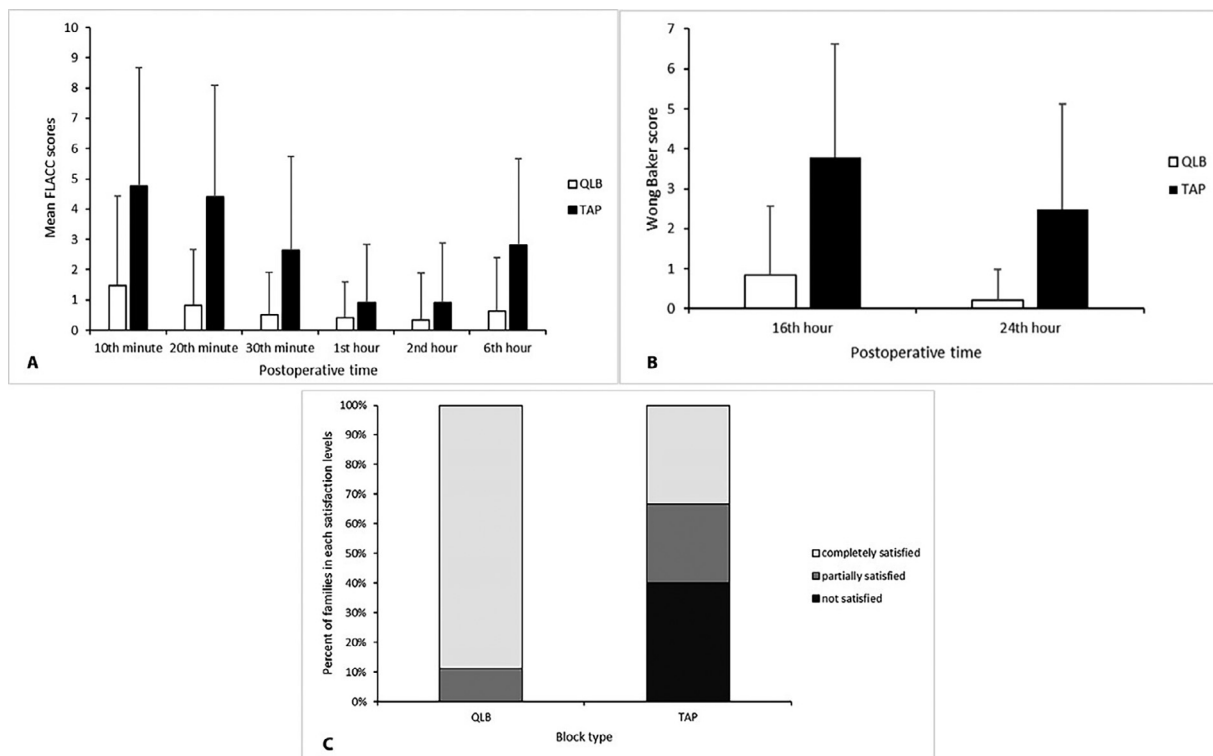 10
9
8
7
6
5
4
3
2
1
0
Mean FLACC scores
10th minute 20th minute 30th minute 1st hour 2nd hour 6th hour
Postoperative time
QLB
TAP
A
7
6
5
4
3
2
1
0
Wong Baker score
16th hour 24th hour
Postoperative time
QLB
TAP
B
100%
90%
80%
70%
60%
50%
40%
30%
20%
10%
0%
Percent of families in each satisfaction levels
QLB TAP
Block type
completely satisfied
partially satisfied
not satisfied
C